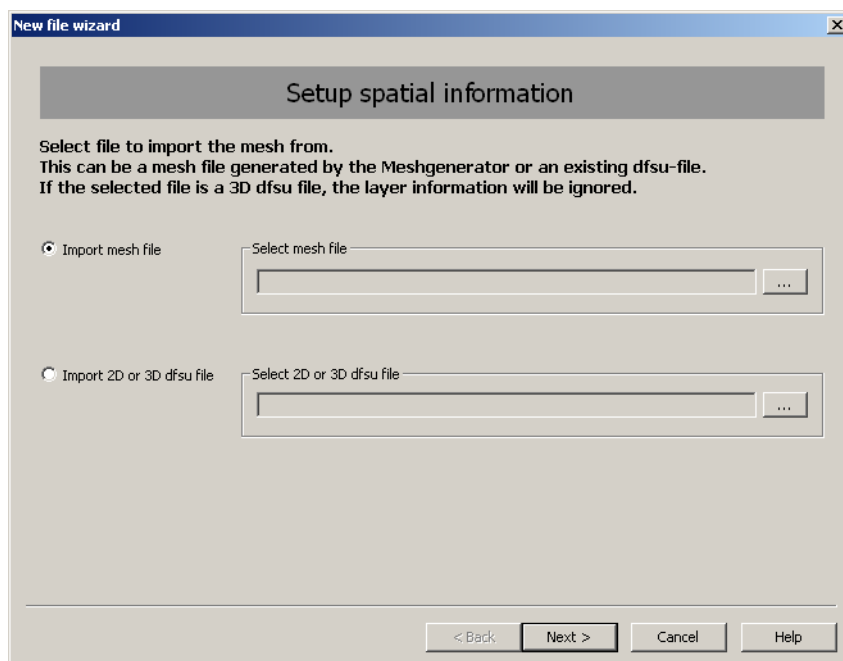 New file wizard
Setup spatial information
Select file to import the mesh from.
This can be a mesh file generated by the Meshgenerator or an existing dfsu-file.
If the selected file is a 3D dfsu file, the layer information will be ignored.
Import mesh file
Select mesh file
...
Import 2D or 3D dfsu file
Select 2D or 3D dfsu file
...
< Back Next > Cancel Help